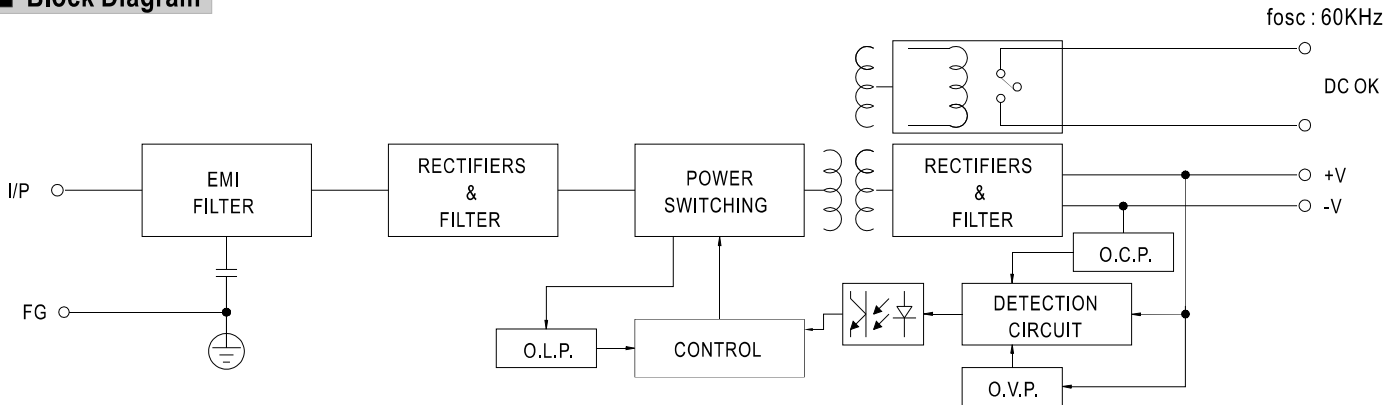 Block Diagram
fosc : 60KHz
DC OK
I/P
EMI
FILTER
RECTIFIERS
&
FILTER
POWER
SWITCHING
RECTIFIERS
&
FILTER
+V
-V
O.C.P.
FG
O.L.P.
CONTROL
DETECTION
CIRCUIT
O.V.P.